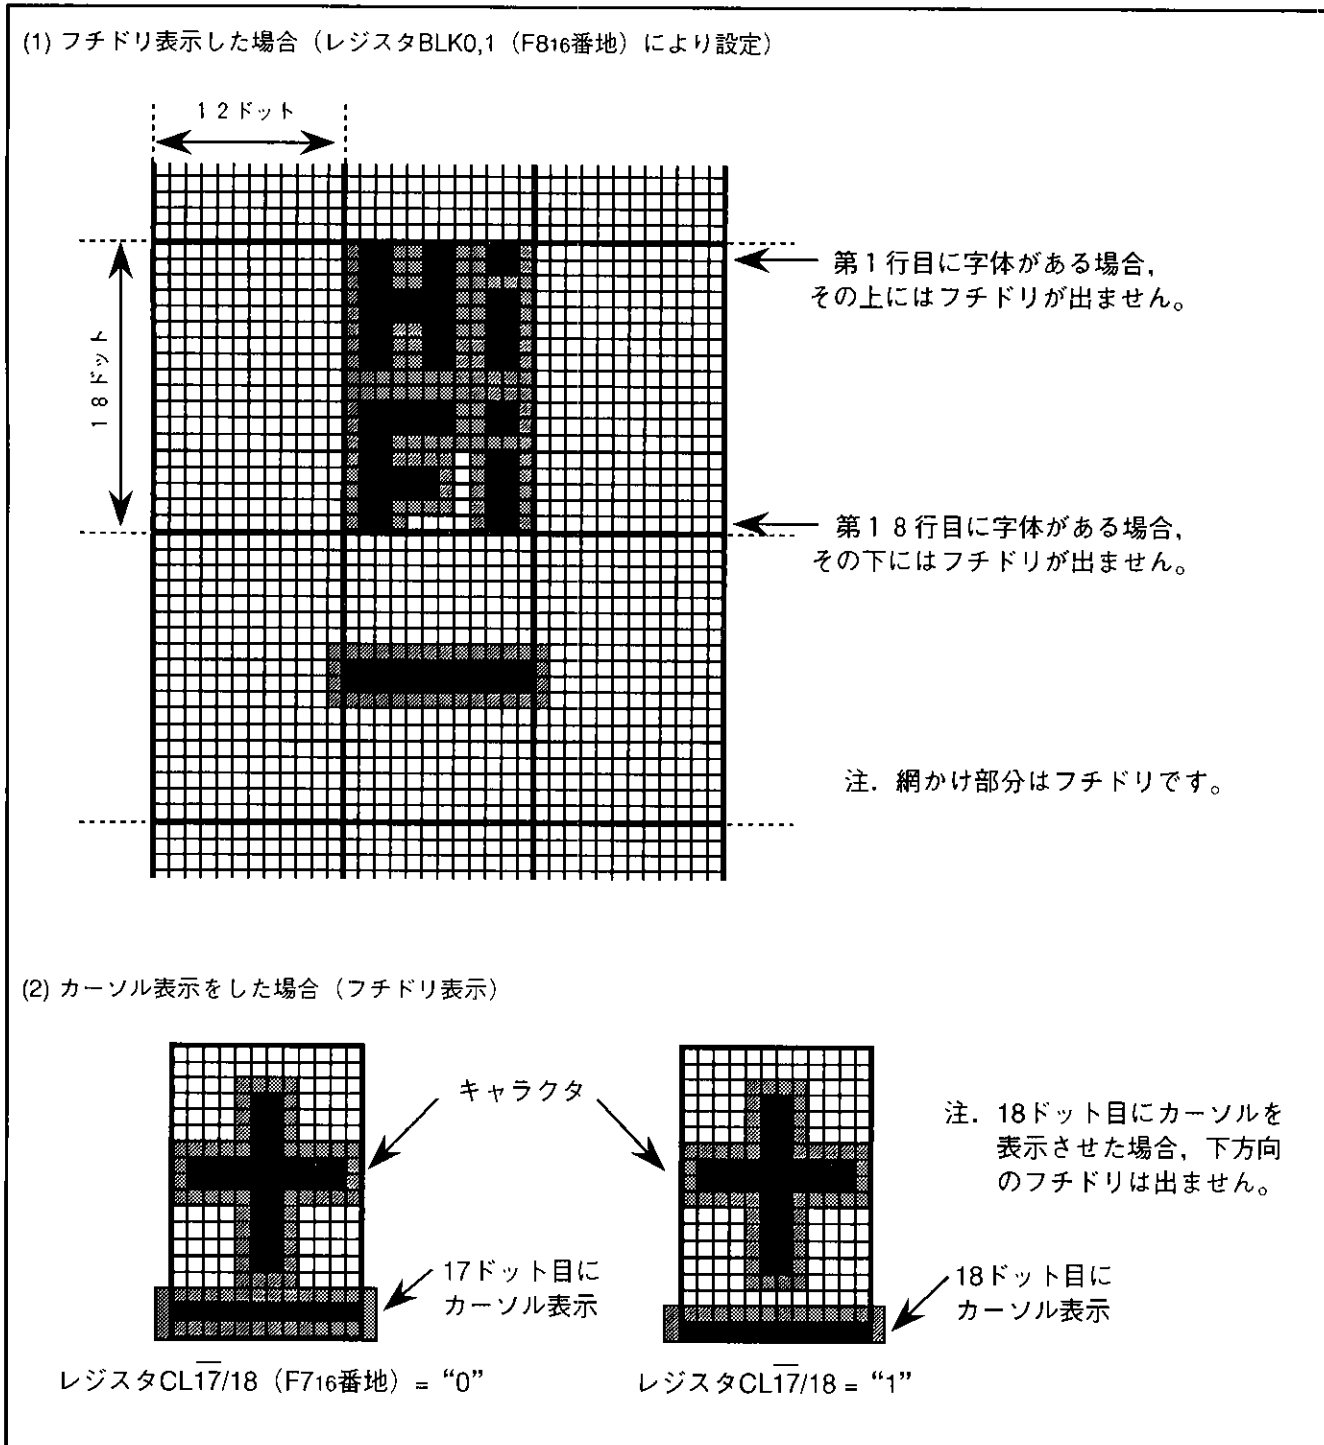 (1) フチドリ表示した場合（レジスタBLK0,1（F816番地）により設定）
12ドット
18ドット
第1行目に字体がある場合,
その上にはフチドリが出ません。
第18行目に字体がある場合,
その下にはフチドリが出ません。
注. 網かけ部分はフチドリです。
(2) カーソル表示をした場合（フチドリ表示）
キャラクタ
注. 18ドット目にカーソルを
表示させた場合, 下方向
のフチドリは出ません。
17ドット目に
カーソル表示
18ドット目に
カーソル表示
レジスタCL1̅7̅/18（F716番地）= “0”
レジスタCL1̅7̅/18 = “1”